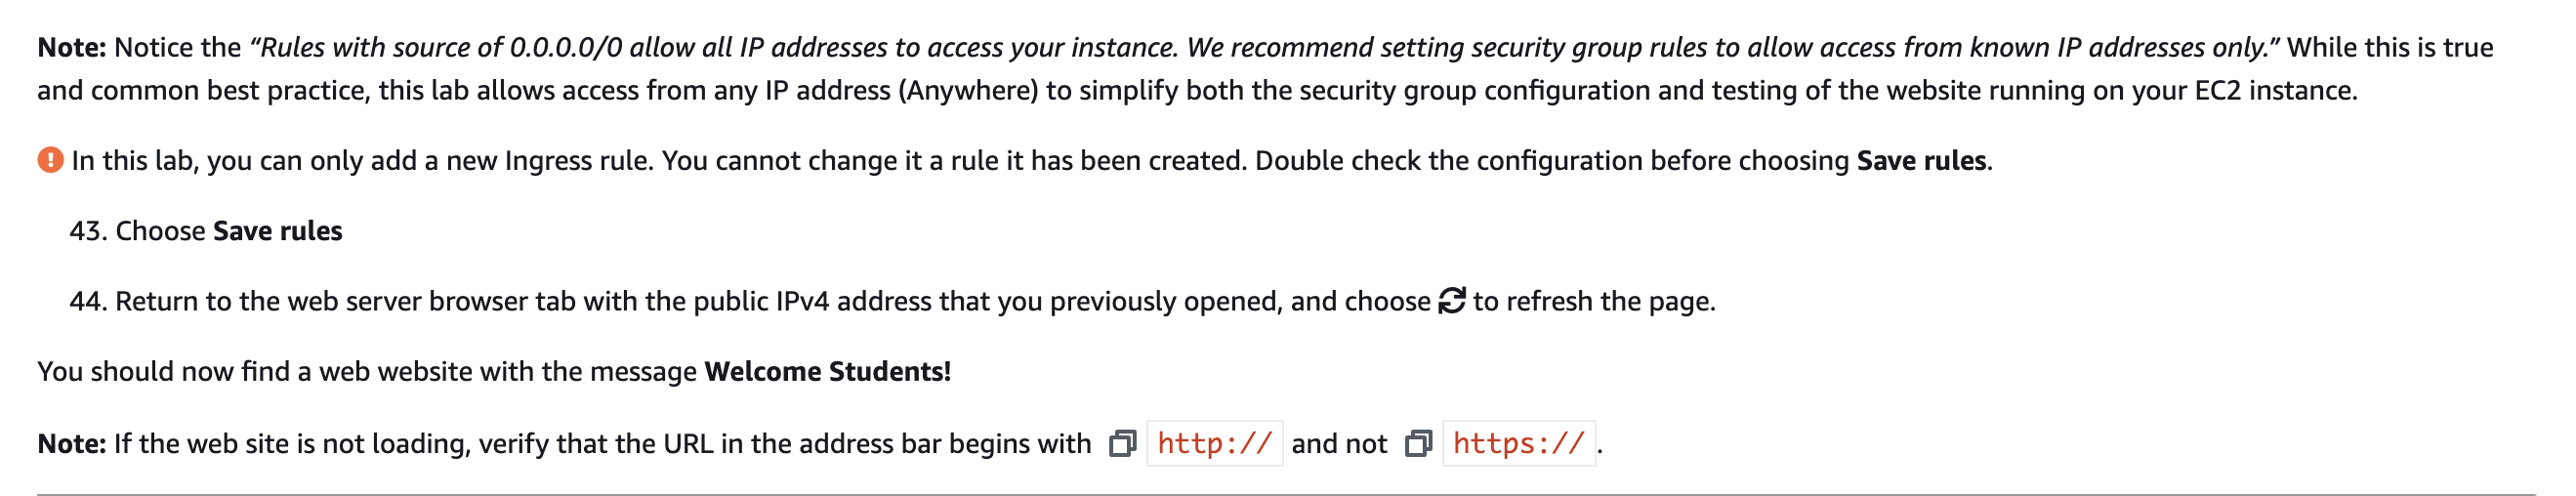 Note: Notice the “Rules with source of 0.0.0.0/0 allow all IP addresses to access your instance. We recommend setting security group rules to allow access from known IP addresses only.” While this is true
and common best practice, this lab allows access from any IP address (Anywhere) to simplify both the security group configuration and testing of the website running on your EC2 instance.
In this lab, you can only add a new Ingress rule. You cannot change it a rule it has been created. Double check the configuration before choosing Save rules.
43. Choose Save rules
44. Return to the web server browser tab with the public IPv4 address that you previously opened, and choose to refresh the page.
You should now find a web website with the message Welcome Students!
Note: If the web site is not loading, verify that the URL in the address bar begins with http:// and not https:// .